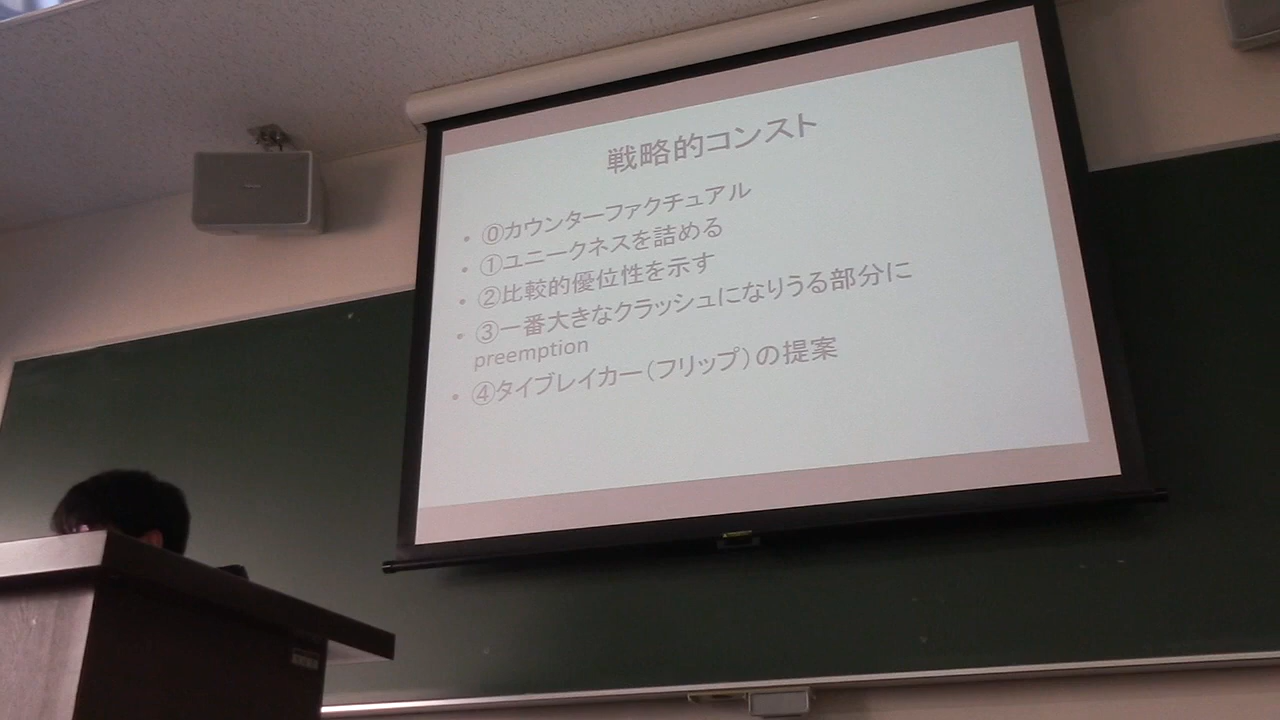 戦略的コンスト
• ⓪カウンターファクチュアル
• ①ユニークネスを詰める
• ②比較的優位性を示す
• ③一番大きなクラッシュになりうる部分に
preemption
• ④タイブレイカー（フリップ）の提案